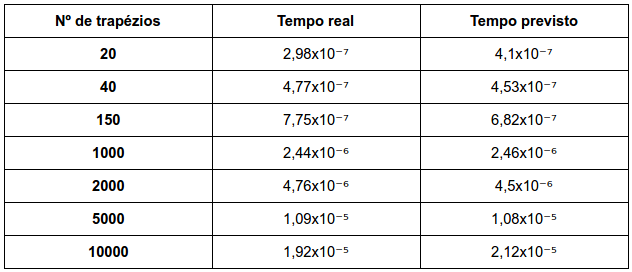 Nº de trapézios Tempo real Tempo previsto
20 2,98x10⁻⁷ 4,1x10⁻⁷
40 4,77x10⁻⁷ 4,53x10⁻⁷
150 7,75x10⁻⁷ 6,82x10⁻⁷
1000 2,44x10⁻⁶ 2,46x10⁻⁶
2000 4,76x10⁻⁶ 4,5x10⁻⁶
5000 1,09x10⁻⁵ 1,08x10⁻⁵
10000 1,92x10⁻⁵ 2,12x10⁻⁵